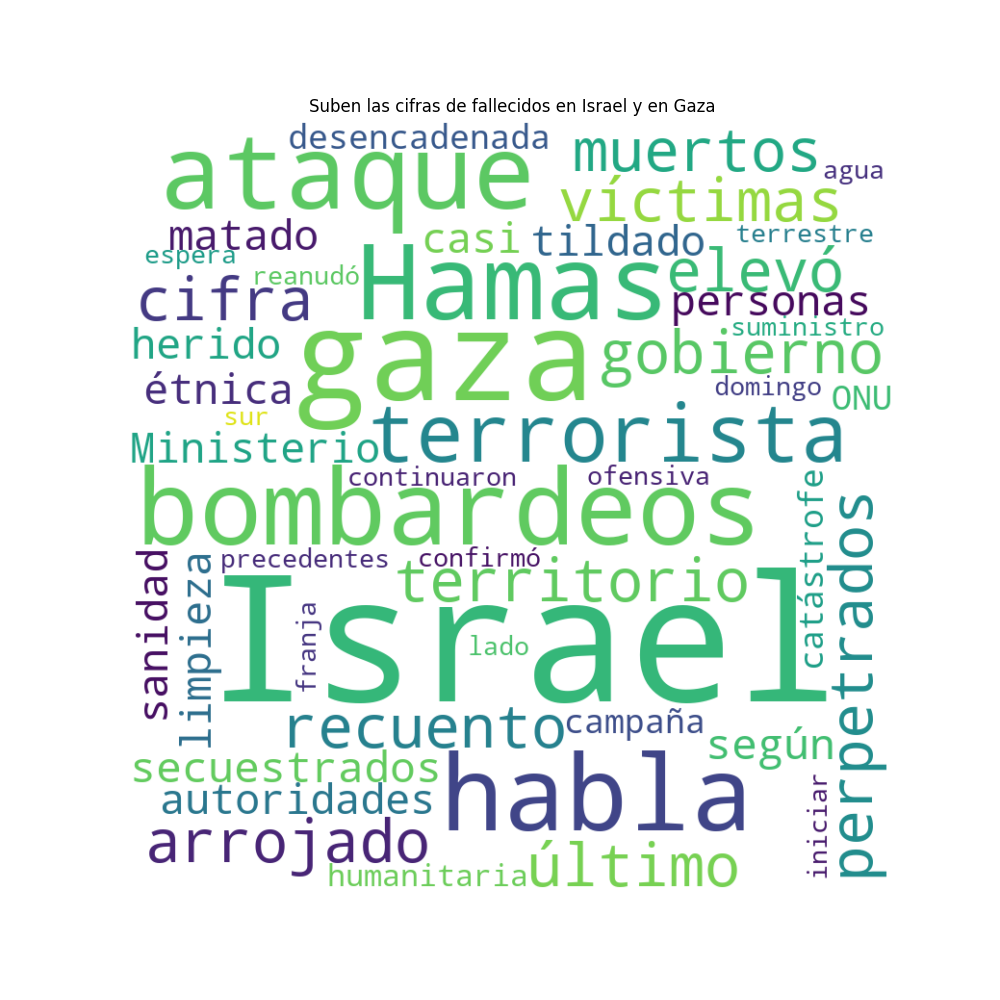 Suben las cifras de fallecidos en Israel y en Gaza
desencadenada
ataque
muertos
agua
víctimas
matado
casi
tildado
terrestre
espera
reanudó
Hamas
elevó
cifra
personas
suministro
herido
gaza
gobierno
étnica
domingo
ONU
sur
terrorista
Ministerio
continuaron
ofensiva
bombardeos
catástrofe
perpetrados
precedentes
confirmó
sanidad
limpieza
territorio
Israel
franja
lado
recuento
campaña
según
secuestrados
autoridades
habla
iniciar
arrojado
humanitaria
último